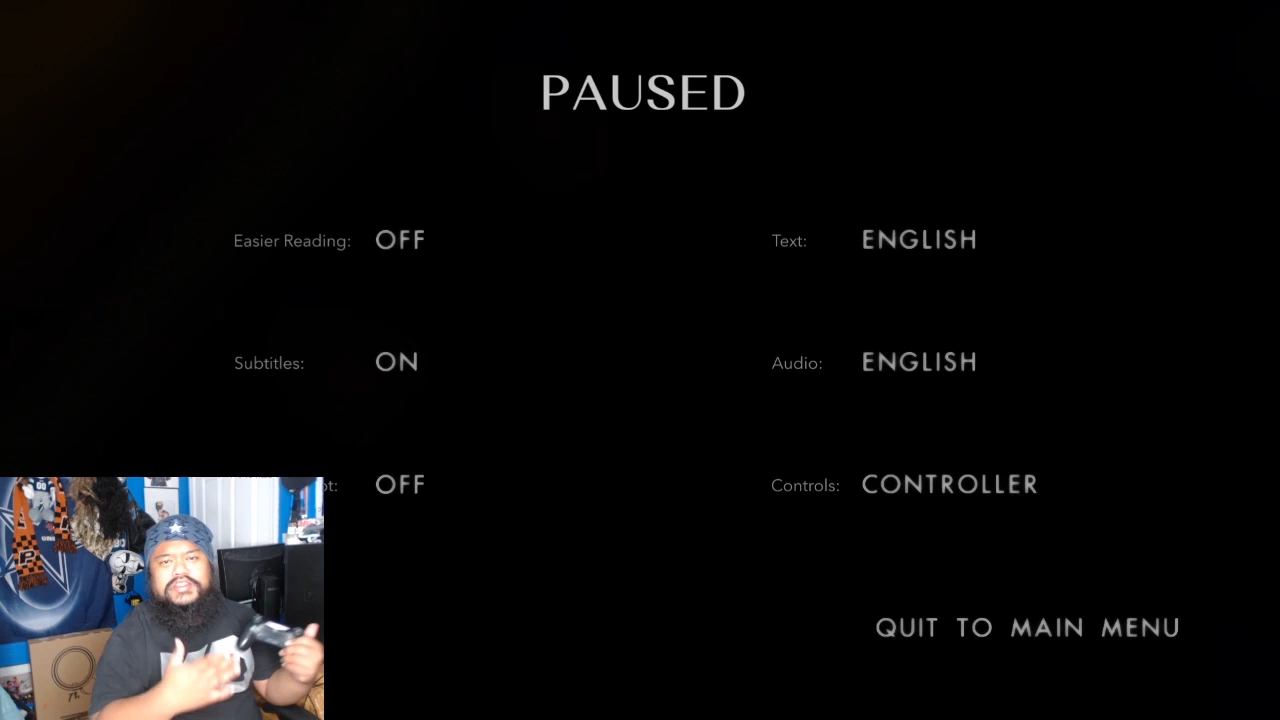 PAUSED
Easier Reading: OFF
Text: ENGLISH
Subtitles: ON
Audio: ENGLISH
OFF
Controls: CONTROLLER
QUIT TO MAIN MENU